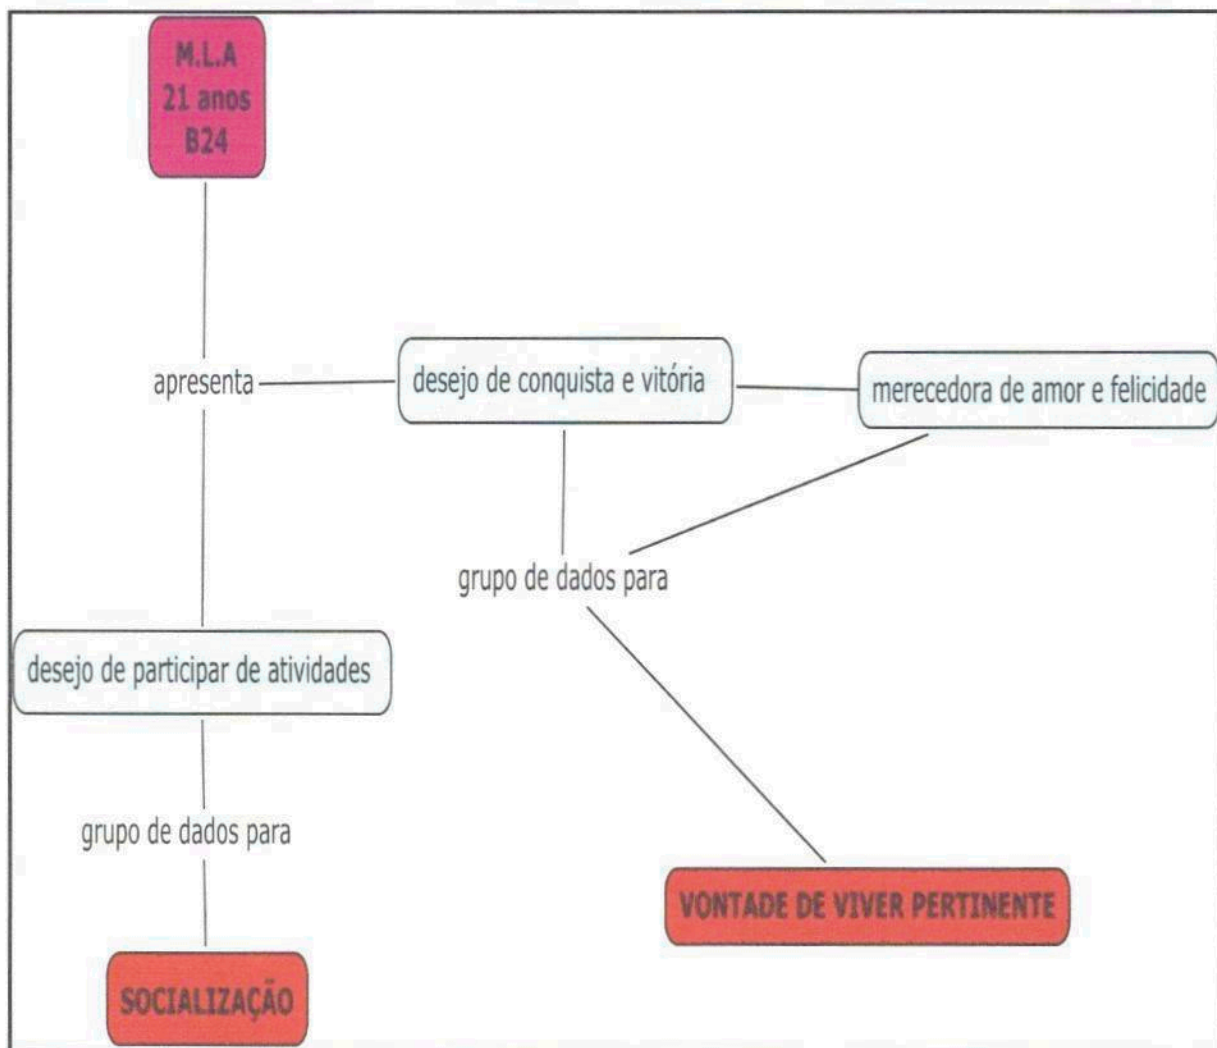 M.L.A
21 anos
B24
apresenta
desejo de conquista e vitória
merecedora de amor e felicidade
grupo de dados para
desejo de participar de atividades
grupo de dados para
VONTADE DE VIVER PERTINENTE
SOCIALIZAÇÃO